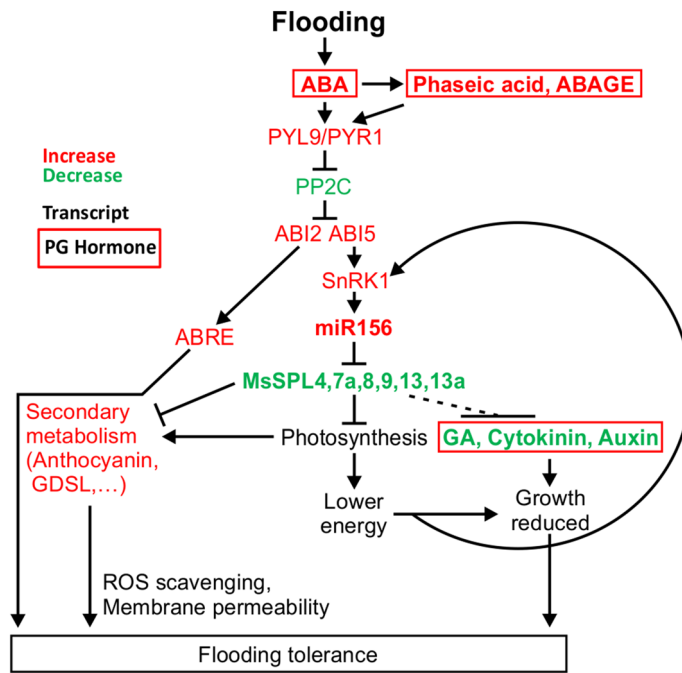 Flooding
ABA
Phaseic acid, ABAGE
PYL9/PYR1
Increase
Decrease
PP2C
Transcript
PG Hormone
ABI2 ABI5
SnRK1
ABRE
miR156
MsSPL4,7a,8,9,13,13a
Secondary
metabolism
(Anthocyanin,
GDSL,...)
Photosynthesis
GA, Cytokinin, Auxin
Lower
energy
Growth
reduced
ROS scavenging,
Membrane permeability
Flooding tolerance